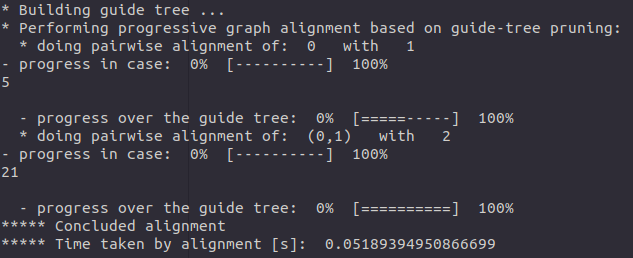 * Building guide tree ...
* Performing progressive graph alignment based on guide-tree pruning:
  * doing pairwise alignment of:  0   with   1
- progress in case:  0%  [----------]  100%
5
  - progress over the guide tree:  0%  [=====-----]  100%
  * doing pairwise alignment of:  (0,1)   with   2
- progress in case:  0%  [----------]  100%
21
  - progress over the guide tree:  0%  [==========]  100%
***** Concluded alignment
***** Time taken by alignment [s]:  0.05189394950866699